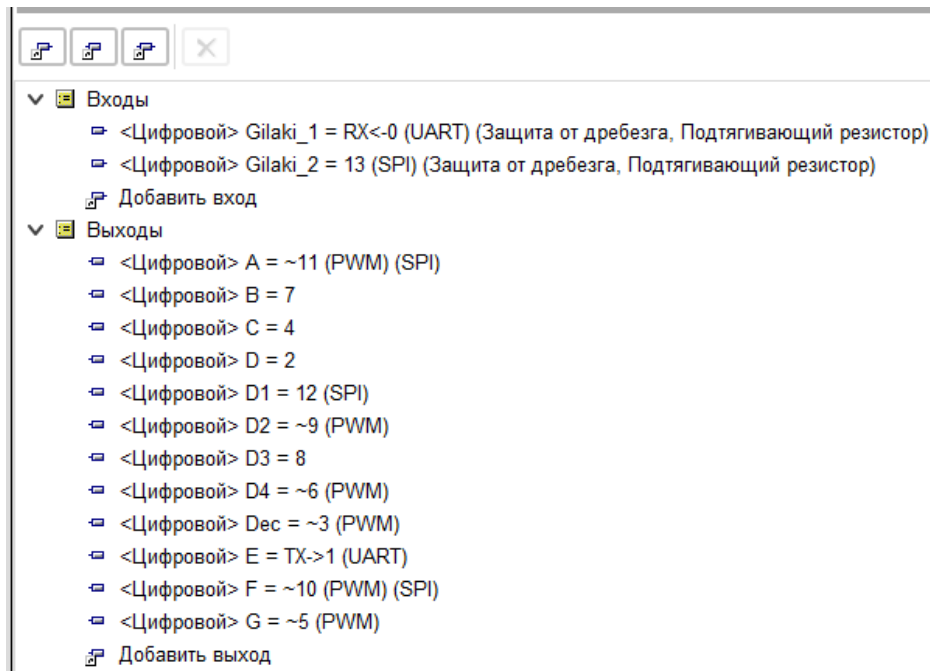 Входы
<Цифровой> Gilaki_1 = RX<-0 (UART) (Защита от дребезга, Подтягивающий резистор)
<Цифровой> Gilaki_2 = 13 (SPI) (Защита от дребезга, Подтягивающий резистор)
Добавить вход
Выходы
<Цифровой> A = ~11 (PWM) (SPI)
<Цифровой> B = 7
<Цифровой> C = 4
<Цифровой> D = 2
<Цифровой> D1 = 12 (SPI)
<Цифровой> D2 = ~9 (PWM)
<Цифровой> D3 = 8
<Цифровой> D4 = ~6 (PWM)
<Цифровой> Dec = ~3 (PWM)
<Цифровой> E = TX->1 (UART)
<Цифровой> F = ~10 (PWM) (SPI)
<Цифровой> G = ~5 (PWM)
Добавить выход